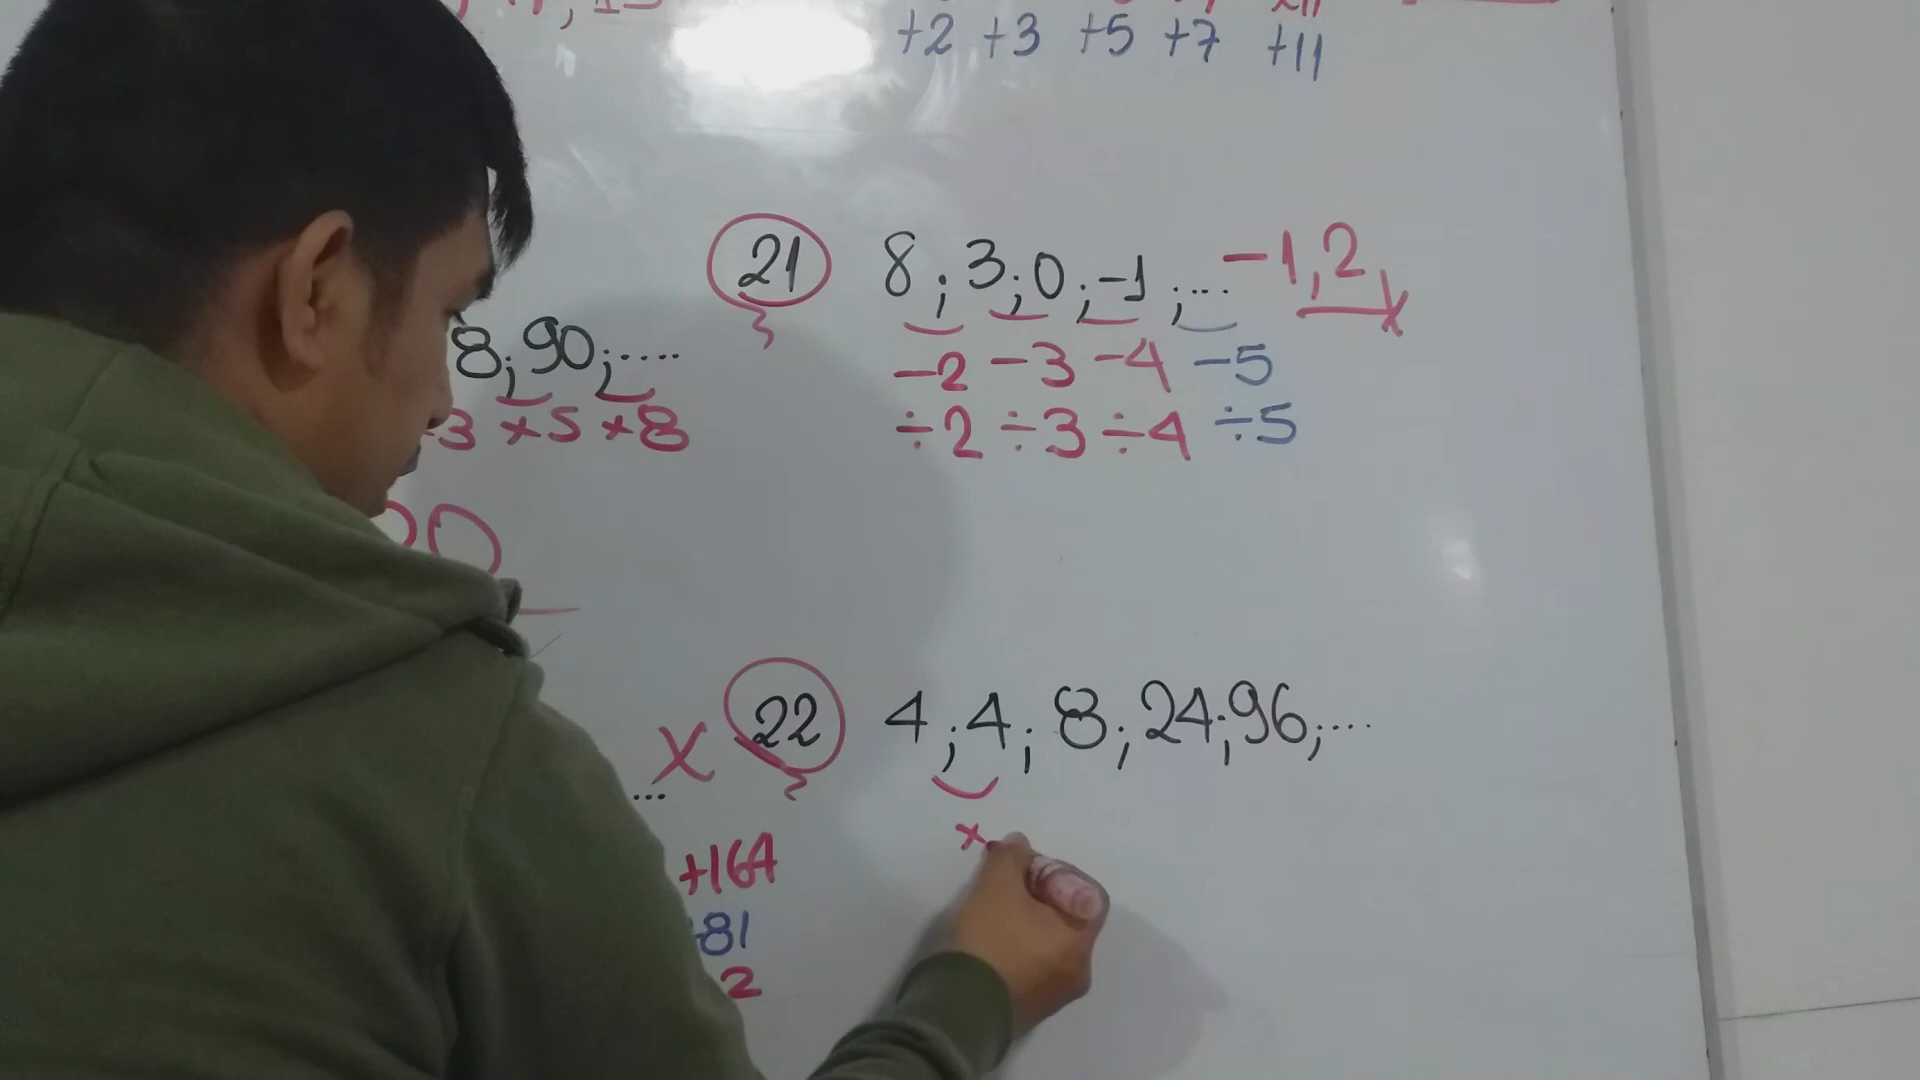 +2 +3 +5 +7 +11
21 8 ; 3 ; 0 ; -1 ; ... -1,2
-2 -3 -4 -5
÷2 ÷3 ÷4 ÷5
8; 90; ....
3 ×5 ×8
x 22 4 ; 4 ; 8 ; 24 ; 96 ; ....
...
×
+164
81
2